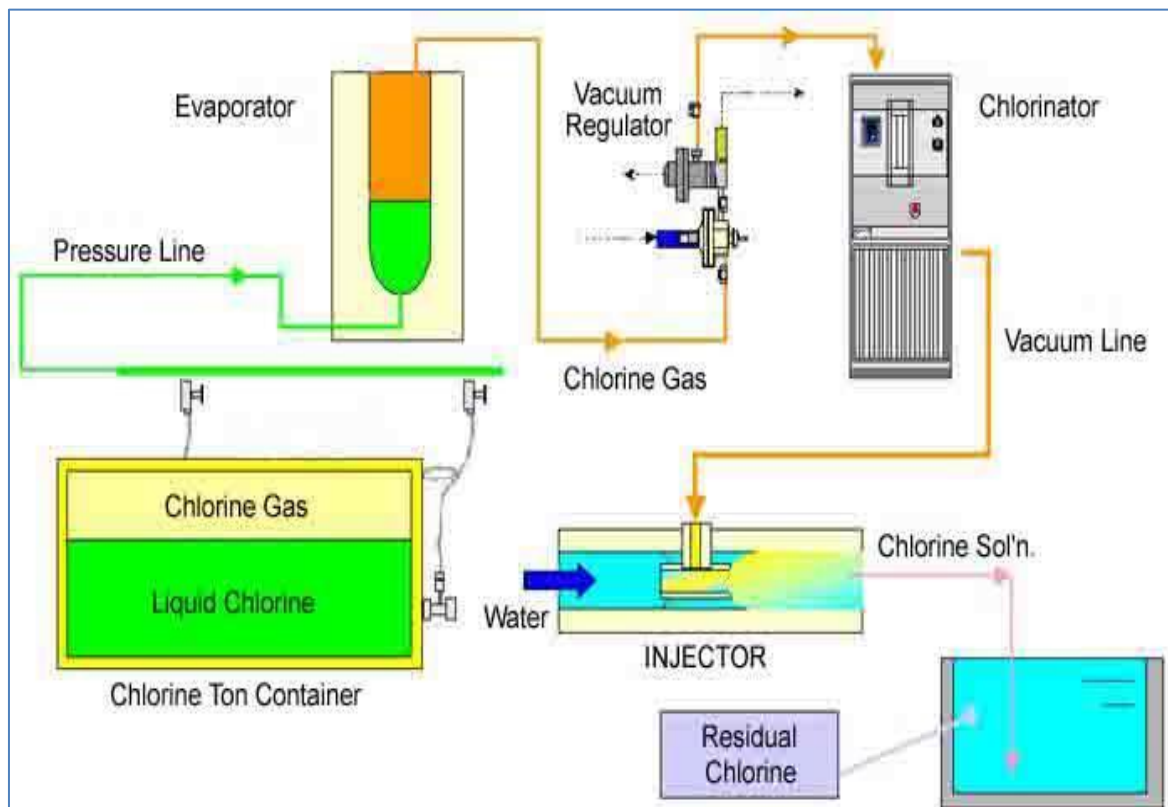 Evaporator
Vacuum
Regulator
Chlorinator
Pressure Line
Chlorine Gas
Vacuum Line
Chlorine Gas
Liquid Chlorine
Chlorine Ton Container
Water
INJECTOR
Chlorine Sol'n.
Residual
Chlorine